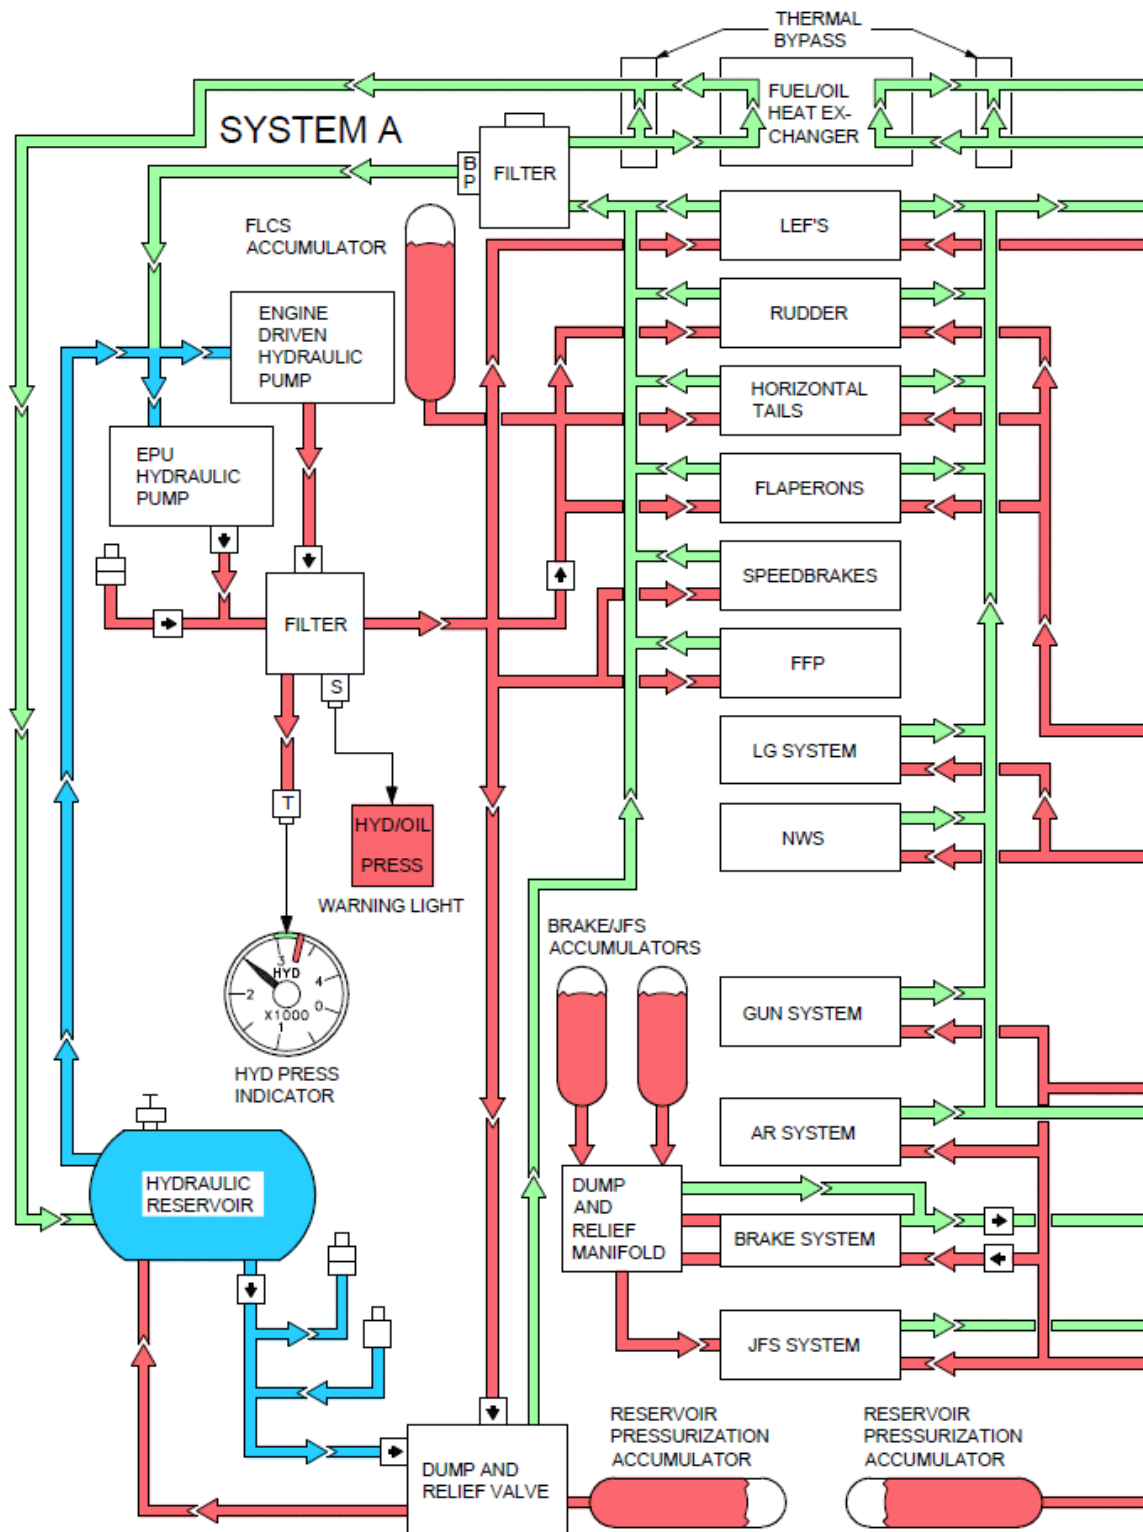 THERMAL
BYPASS
FUEL/OIL
HEAT EX-
CHANGER
SYSTEM A
B
P
FILTER
FLCS
ACCUMULATOR
LEF'S
ENGINE
DRIVEN
HYDRAULIC
PUMP
RUDDER
HORIZONTAL
TAILS
EPU
HYDRAULIC
PUMP
FLAPERONS
SPEEDBRAKES
FILTER
FFP
S
LG SYSTEM
T
HYD/OIL
PRESS
NWS
WARNING LIGHT
BRAKE/JFS
ACCUMULATORS
3
HYD
4
2
0
X1000
1
GUN SYSTEM
HYD PRESS
INDICATOR
AR SYSTEM
HYDRAULIC
RESERVOIR
DUMP
AND
RELIEF
MANIFOLD
BRAKE SYSTEM
JFS SYSTEM
RESERVOIR
PRESSURIZATION
ACCUMULATOR
RESERVOIR
PRESSURIZATION
ACCUMULATOR
DUMP AND
RELIEF VALVE